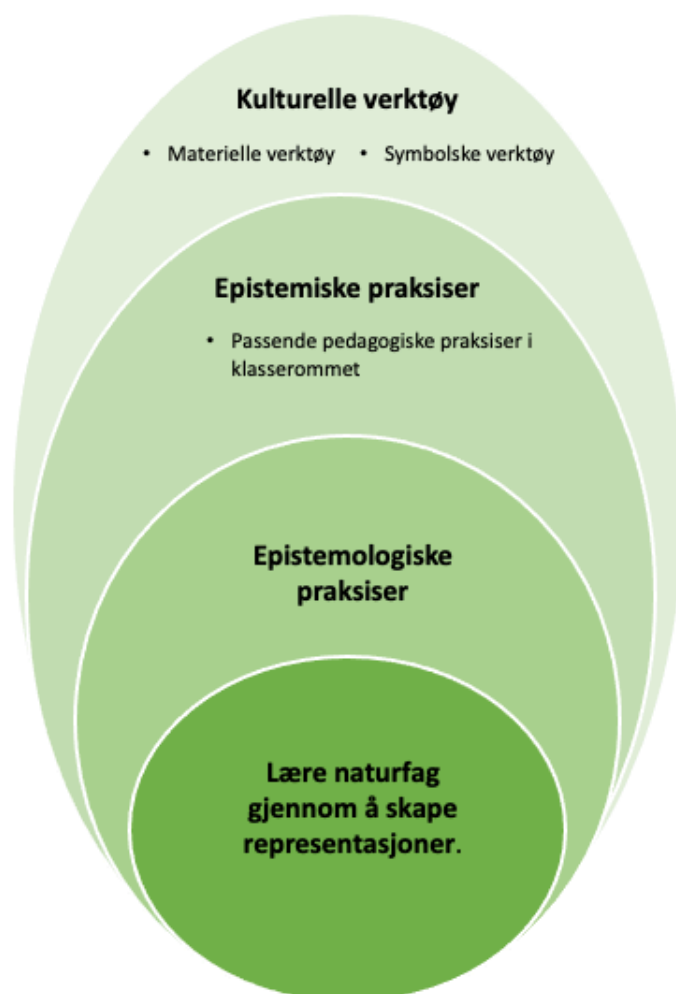 Kulturelle verktøy
• Materielle verktøy • Symbolske verktøy
Epistemiske praksiser
• Passende pedagogiske praksiser i
klasserommet
Epistemologiske
praksiser
Lære naturfag
gjennom å skape
representasjoner.